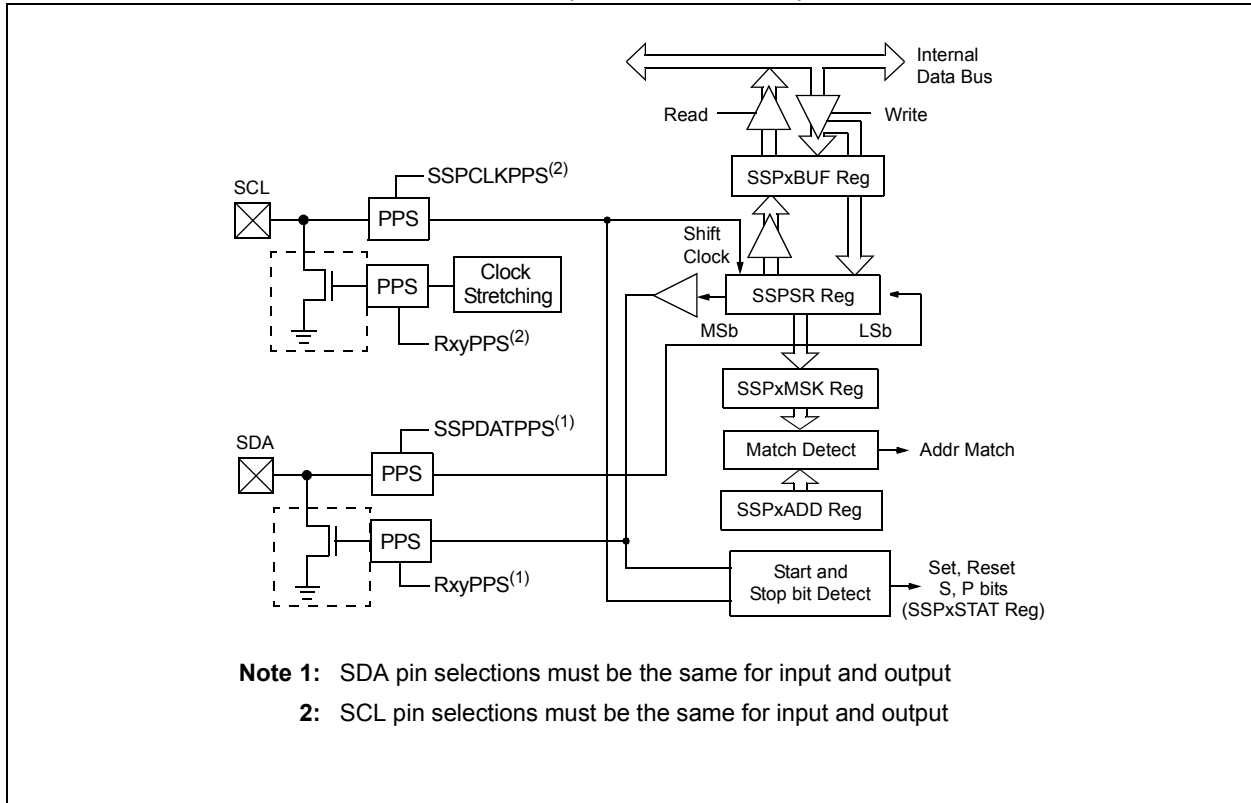 Internal
Data Bus
Read
Write
SSPCLKPPS(2)
SSPxBUF Reg
SCL
PPS
Shift
Clock
PPS
Clock
Stretching
SSPSR Reg
MSb
LSb
RxyPPS(2)
SSPxMSK Reg
SSPDATPPS(1)
SDA
Match Detect
Addr Match
PPS
SSPxADD Reg
PPS
RxyPPS(1)
Start and
Stop bit Detect
Set, Reset
S, P bits
(SSPxSTAT Reg)
Note 1: SDA pin selections must be the same for input and output
2: SCL pin selections must be the same for input and output